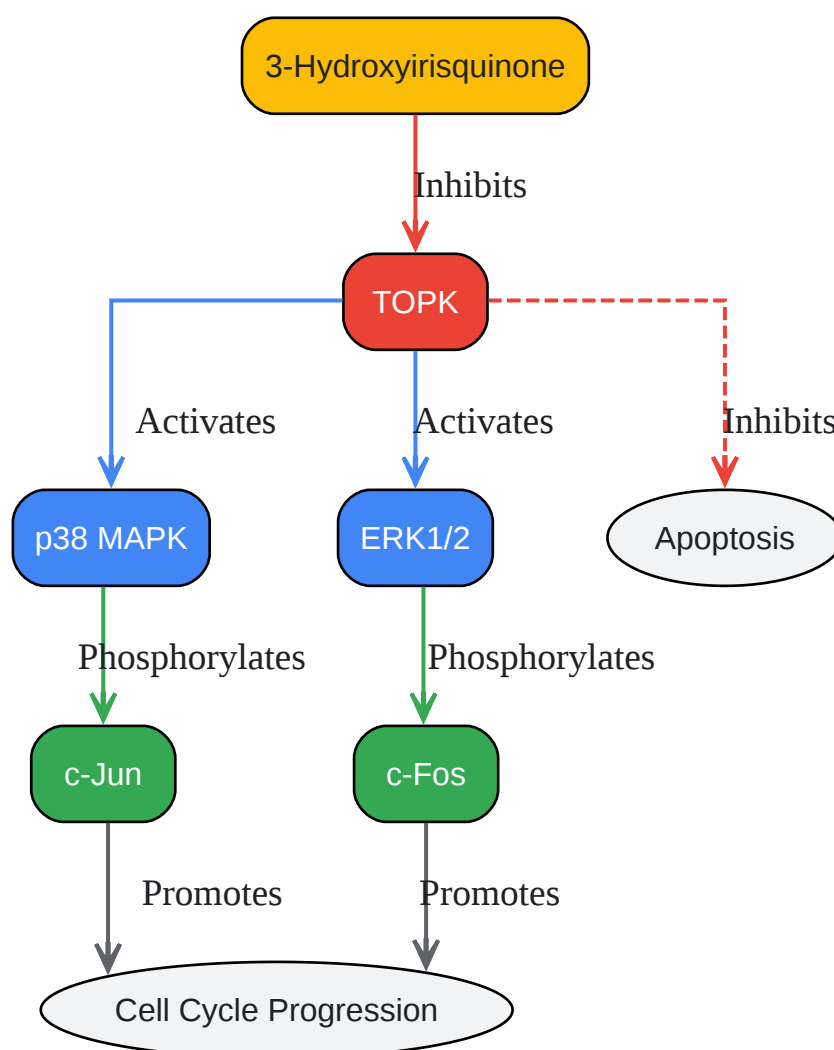 3-Hydroxyirisquinone
Inhibits
TOPK
Activates
Activates
Inhibits
p38 MAPK
ERK1/2
Apoptosis
Phosphorylates
Phosphorylates
c-Jun
c-Fos
Promotes
Promotes
Cell Cycle Progression